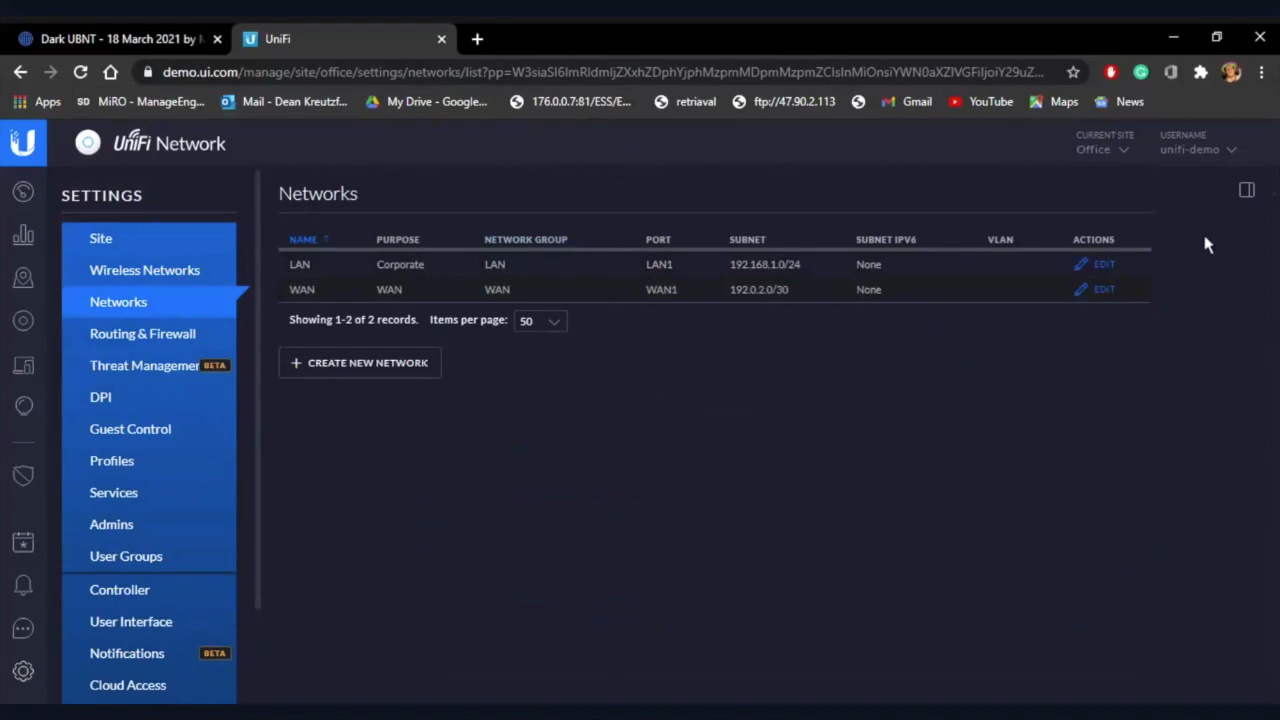 Dark UBNT - 18 March 2021 by
UniFi
demo.ui.com/manage/site/office/settings/networks/list?pp=
Apps
MiRO - ManageEng...
Mail - Dean Kreutzf...
My Drive - Google...
176.0.0.7:81/ESS/E...
retriaval
ftp://47.90.2.113
Gmail
YouTube
Maps
News
UniFi Network
CURRENT SITE
Office
USERNAME
unifi-demo
SETTINGS
Site
Wireless Networks
Networks
Routing & Firewall
Threat Managemer BETA
DPI
Guest Control
Profiles
Services
Admins
User Groups
Controller
User Interface
Notifications BETA
Cloud Access
Networks
NAME PURPOSE NETWORK GROUP PORT SUBNET SUBNET IPV6 VLAN ACTIONS
LAN Corporate LAN LAN1 192.168.1.0/24 None EDIT
WAN WAN WAN WAN1 192.0.2.0/30 None EDIT
Showing 1-2 of 2 records. Items per page: 50
+ CREATE NEW NETWORK